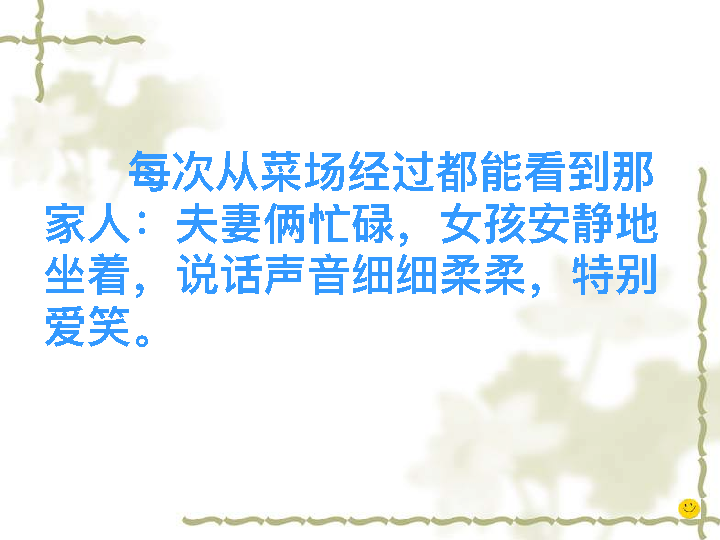 每次从菜场经过都能看到那
家人：夫妻俩忙碌，女孩安静地
坐着，说话声音细细柔柔，特别
爱笑。